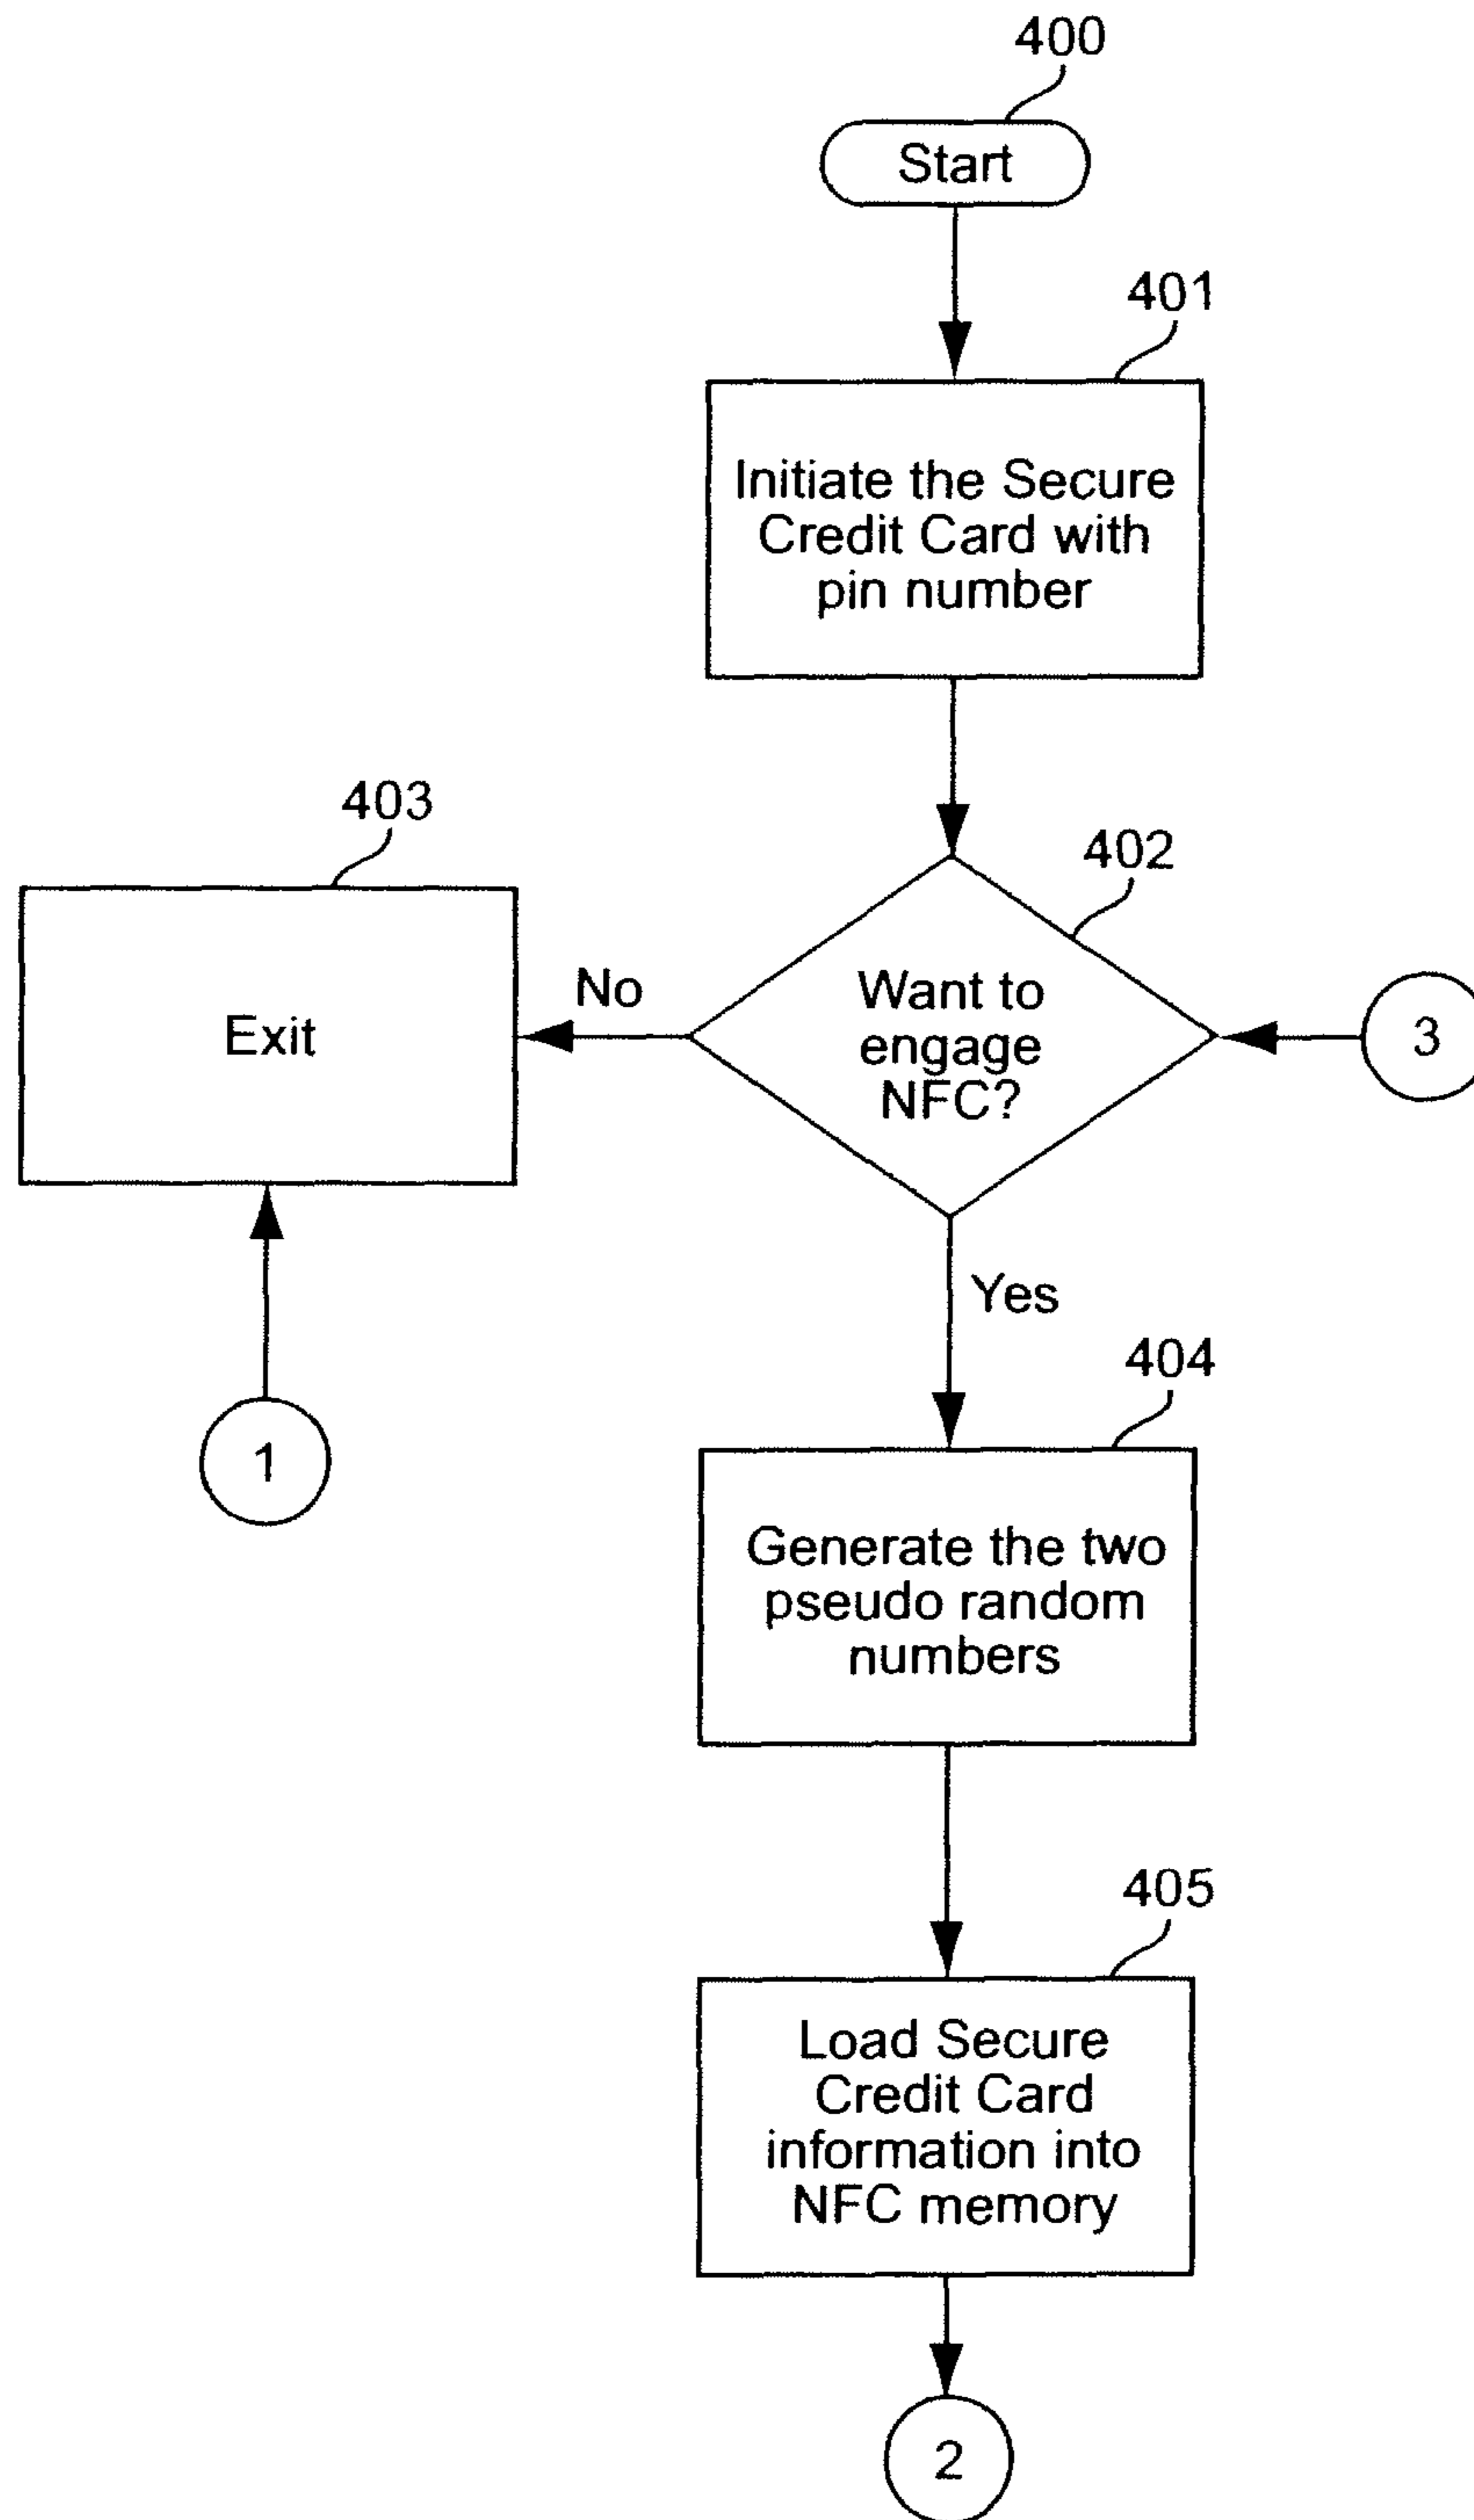 400
Start
401
Initiate the Secure
Credit Card with
pin number
403
402
Exit
No
Want to
engage
NFC?
3
Yes
1
404
Generate the two
pseudo random
numbers
405
Load Secure
Credit Card
information into
NFC memory
2